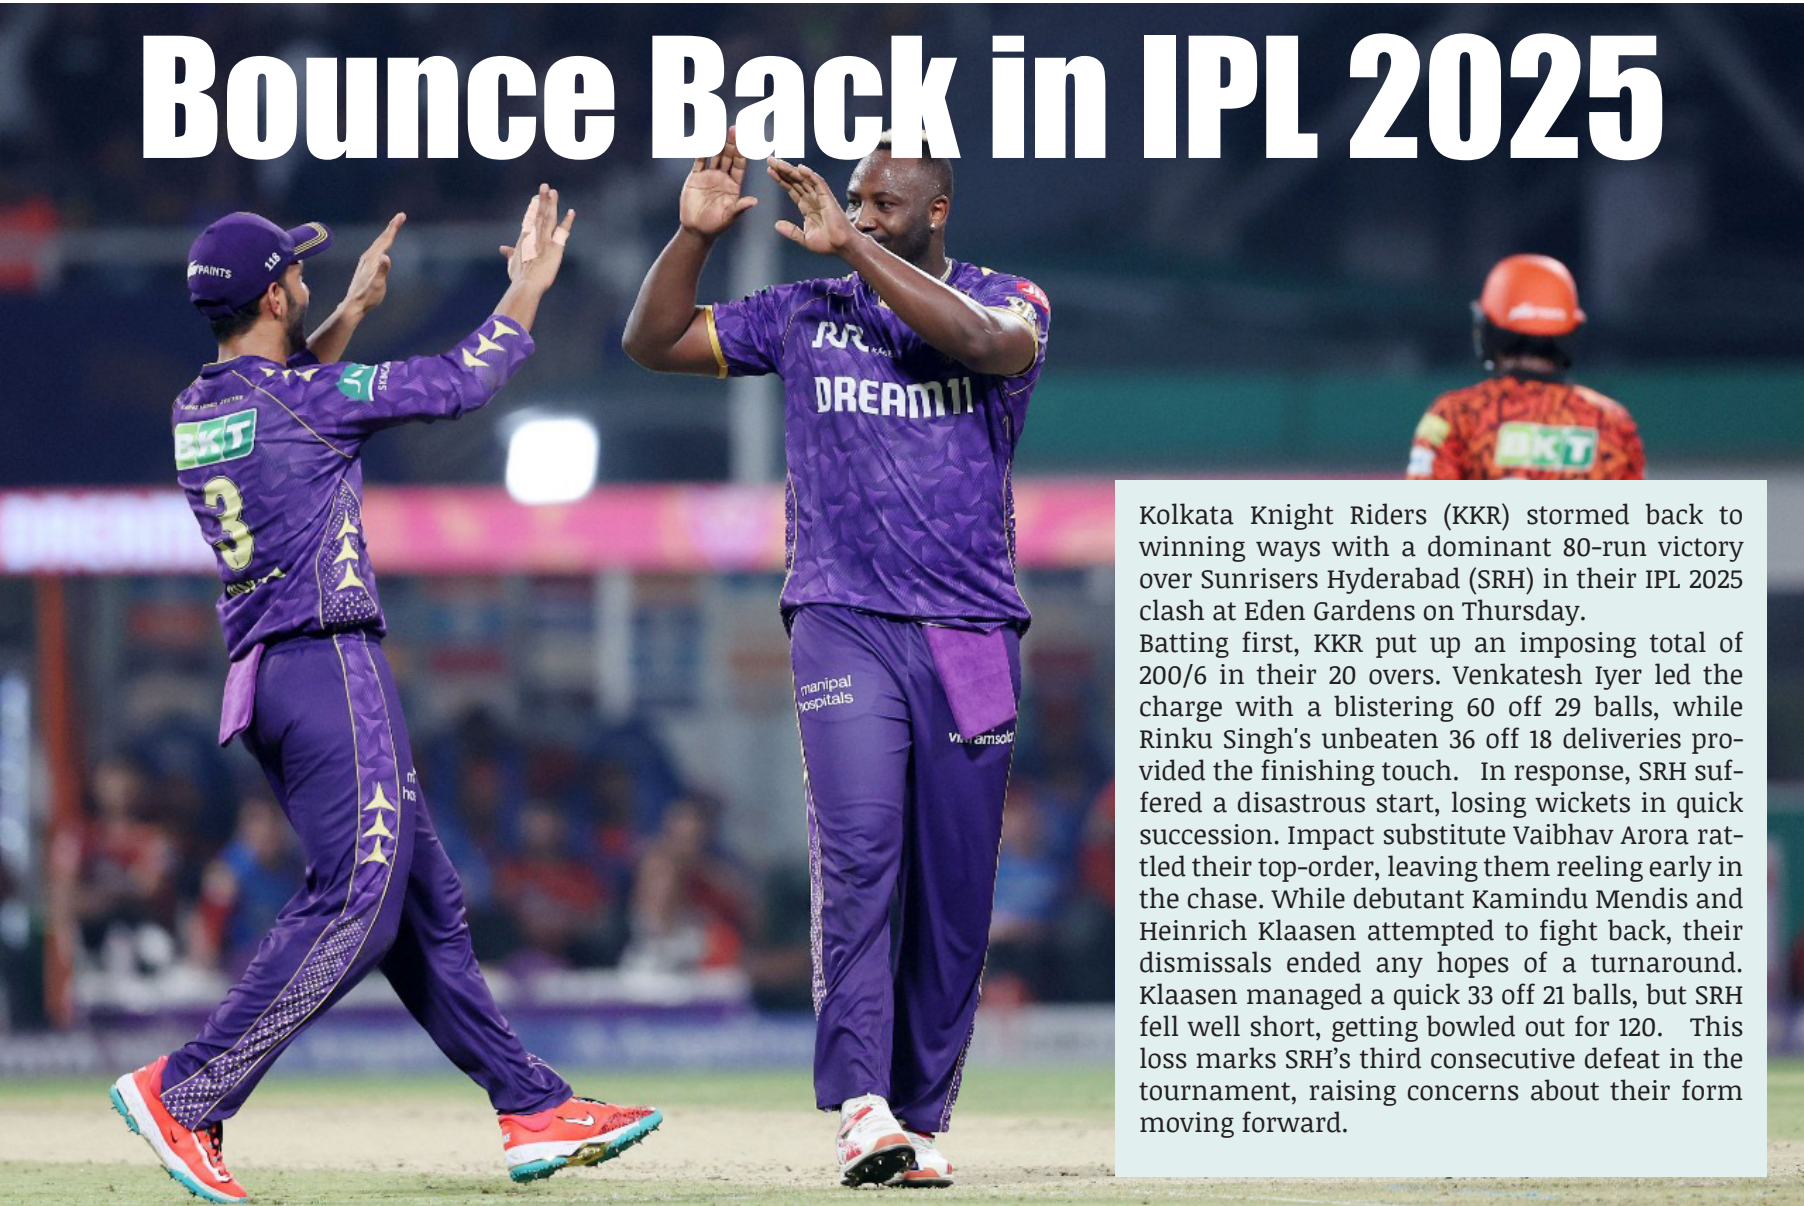 Bounce Back in IPL 2025
PAINTS
118
BKT
3
DREAM11
manipal
hospitals
BKT
Kolkata Knight Riders (KKR) stormed back to
winning ways with a dominant 80-run victory
over Sunrisers Hyderabad (SRH) in their IPL 2025
clash at Eden Gardens on Thursday.
Batting first, KKR put up an imposing total of
200/6 in their 20 overs. Venkatesh Iyer led the
charge with a blistering 60 off 29 balls, while
Rinku Singh's unbeaten 36 off 18 deliveries pro-
vided the finishing touch. In response, SRH suf-
fered a disastrous start, losing wickets in quick
succession. Impact substitute Vaibhav Arora rat-
tled their top-order, leaving them reeling early in
the chase. While debutant Kamindu Mendis and
Heinrich Klaasen attempted to fight back, their
dismissals ended any hopes of a turnaround.
Klaasen managed a quick 33 off 21 balls, but SRH
fell well short, getting bowled out for 120. This
loss marks SRH’s third consecutive defeat in the
tournament, raising concerns about their form
moving forward.